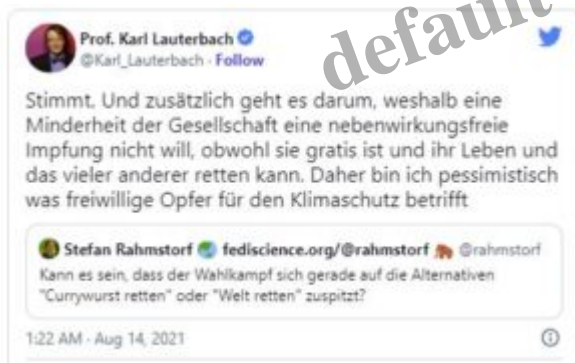 default
Prof. Karl Lauterbach
@Karl_Lauterbach · Follow
Stimmt. Und zusätzlich geht es darum, weshalb eine
Minderheit der Gesellschaft eine nebenwirkungsfreie
Impfung nicht will, obwohl sie gratis ist und ihr Leben und
das vieler anderer retten kann. Daher bin ich pessimistisch
was freiwillige Opfer für den Klimaschutz betrifft
Stefan Rahmstorf 🌏 fediscience.org/@rahmstorf 🦣 @rahmstorf
Kann es sein, dass der Wahlkampf sich gerade auf die Alternativen
"Currywurst retten" oder "Welt retten" zuspitzt?
1:22 AM · Aug 14, 2021